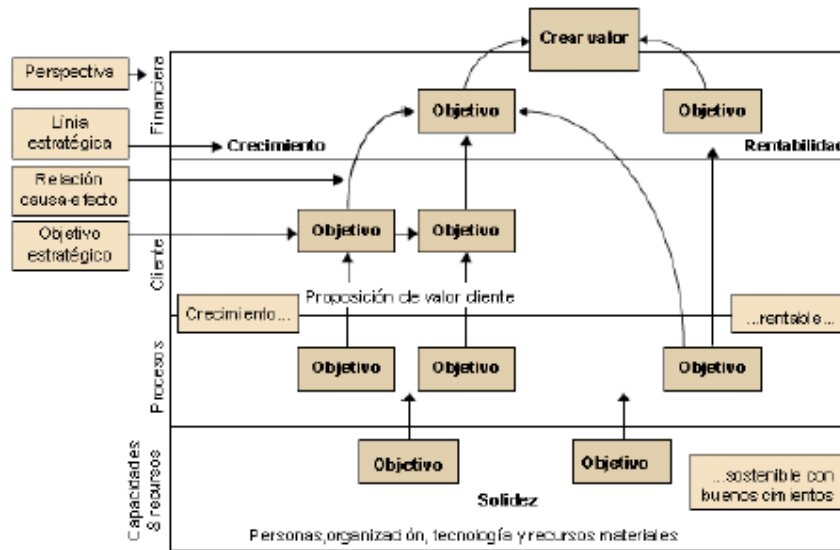 Crear valor
Perspectiva
Financiera
Objetivo
Objetivo
Línia
estratégica
Crecimiento
Rentabilidad
Relación
causa-efecto
Objetivo
estratégico
Cliente
Objetivo
Objetivo
Proposición de valor cliente
Crecimiento...
...rentable...
Procesos
Objetivo
Objetivo
Objetivo
Capacidades
& recursos
Objetivo
Objetivo
...sostenible con
buenos cimientos
Solidez
Personas,organización, tecnología y recursos materiales